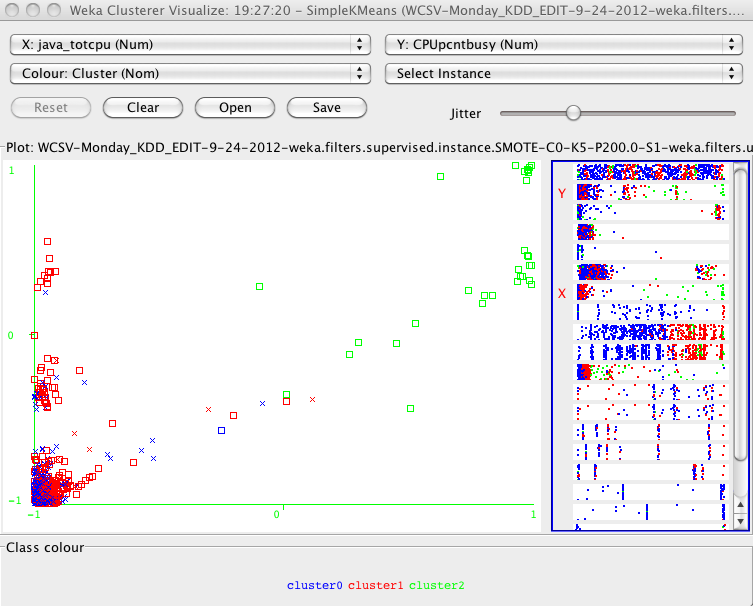 Weka Clusterer Visualize: 19:27:20 - SimpleKMeans (WCSV-Monday_KDD_EDIT-9-24-2012-weka.filters....
X: java_totcpu (Num)
Y: CPUpcntbusy (Num)
Colour: Cluster (Nom)
Select Instance
Reset
Clear
Open
Save
Jitter
Plot: WCSV-Monday_KDD_EDIT-9-24-2012-weka.filters.supervised.instance.SMOTE-C0-K5-P200.0-S1-weka.filters.u
1
0
-1
-1
0
1
Y
X
Class colour
cluster0 cluster1 cluster2